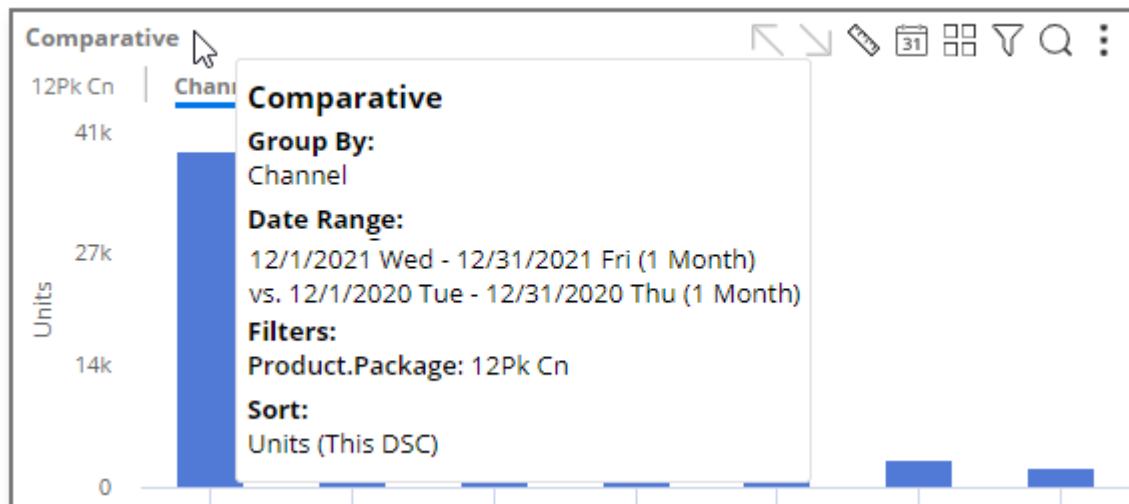 Comparative
31
12Pk Cn
Chan
Comparative
Group By:
Channel
Date Range:
12/1/2021 Wed - 12/31/2021 Fri (1 Month)
vs. 12/1/2020 Tue - 12/31/2020 Thu (1 Month)
Filters:
Product.Package: 12Pk Cn
Sort:
Units (This DSC)
41k
27k
14k
0
Units